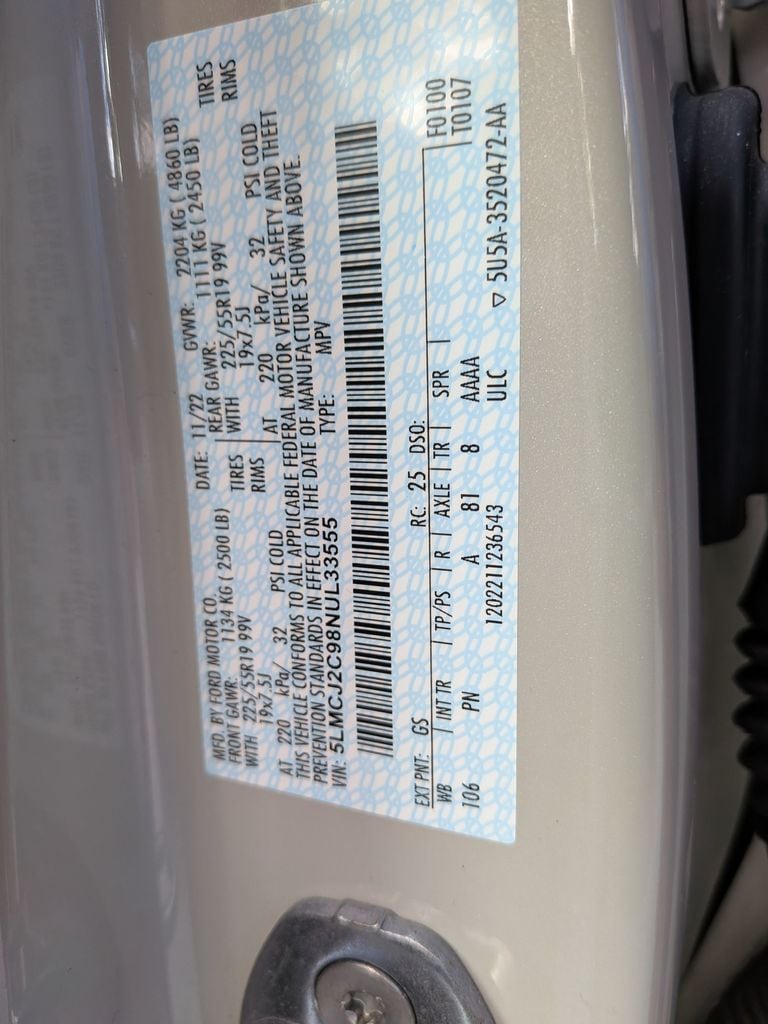 MFD. BY FORD MOTOR CO.
DATE: 11/22 GVWR: 2204 KG ( 4860 LB)
FRONT GAWR: 1134 KG ( 2500 LB)
REAR GAWR: 1111 KG ( 2450 LB)
WITH 225/55R19 99V TIRES
WITH 225/55R19 99V TIRES
19x7.5J RIMS
19x7.5J RIMS
AT 220 kPa/ 32 PSI COLD
AT 220 kPa/ 32 PSI COLD
THIS VEHICLE CONFORMS TO ALL APPLICABLE FEDERAL MOTOR VEHICLE SAFETY AND THEFT
PREVENTION STANDARDS IN EFFECT ON THE DATE OF MANUFACTURE SHOWN ABOVE.
VIN: 5LMCJ2C98NUL33555 TYPE: MPV
EXT PNT: GS RC: 25 DSO: F0100
WB | INT TR | TP/PS | R | AXLE | TR | SPR | T0107
106 PN A 81 8 AAAA
1202211236543 ULC ▽ 5U5A-3520472-AA